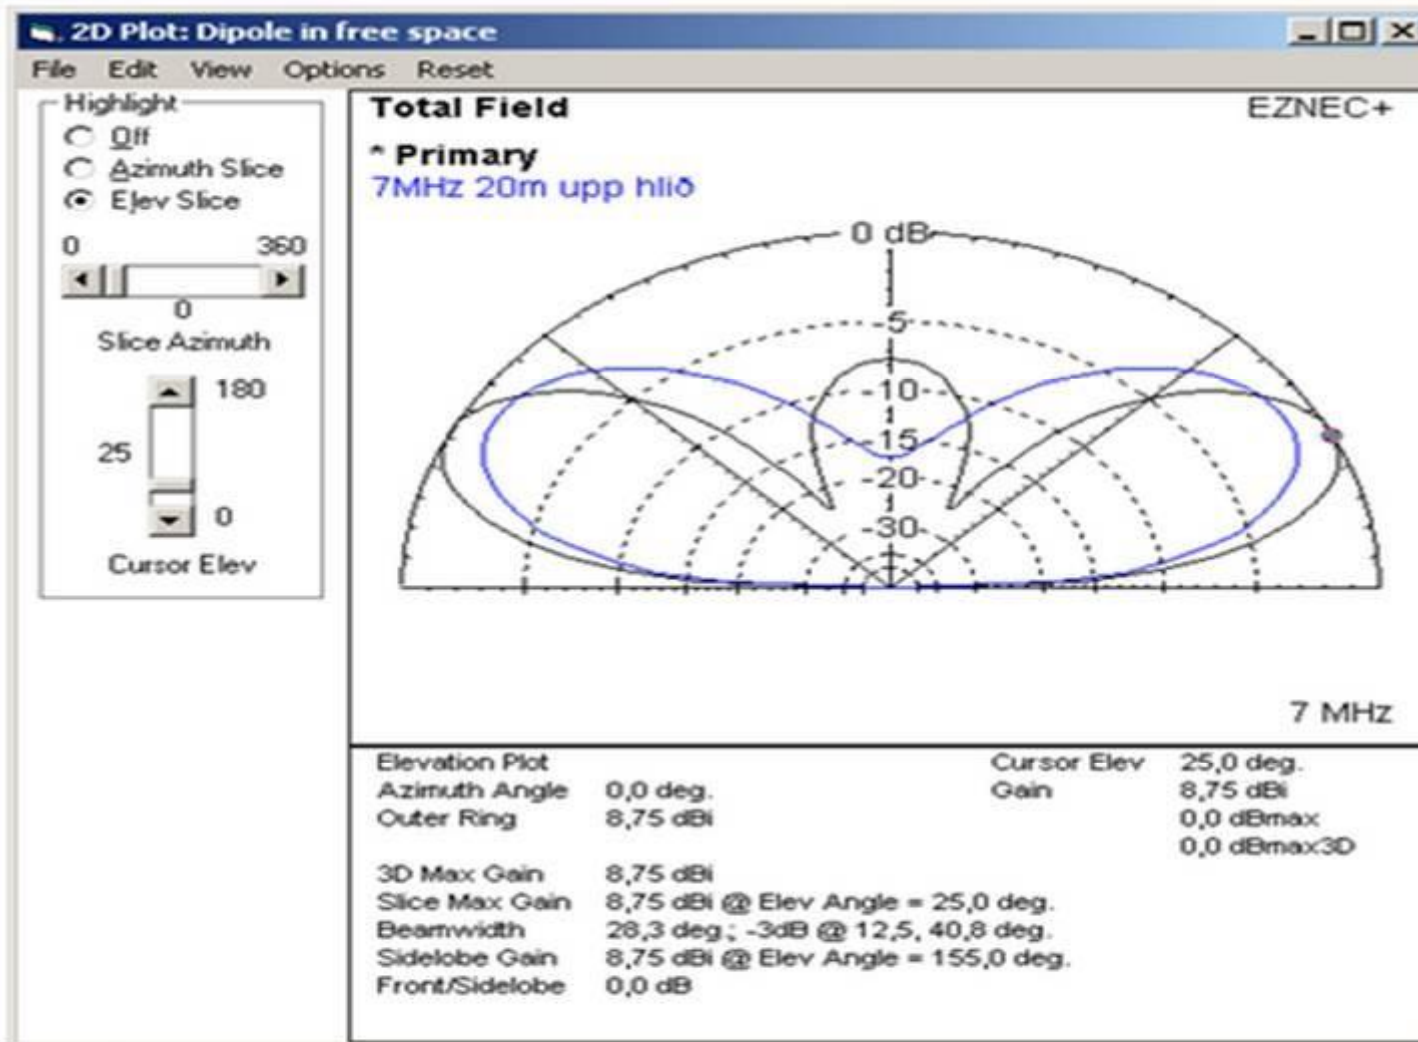 2D Plot: Dipole in free space
File Edit View Options Reset
Highlight
Off
Azimuth Slice
Elev Slice
0 360
0
Slice Azimuth
180
25
0
Cursor Elev
Total Field EZNEC+
* Primary
7MHz 20m upp hlið
0 dB
-5
-10
-15
-20
-30
7 MHz
Elevation Plot Cursor Elev 25,0 deg.
Azimuth Angle 0,0 deg. Gain 8,75 dBi
Outer Ring 8,75 dBi 0,0 dBmax
0,0 dBmax3D
3D Max Gain 8,75 dBi
Slice Max Gain 8,75 dBi @ Elev Angle = 25,0 deg.
Beamwidth 28,3 deg.; -3dB @ 12,5, 40,8 deg.
Sidelobe Gain 8,75 dBi @ Elev Angle = 155,0 deg.
Front/Sidelobe 0,0 dB